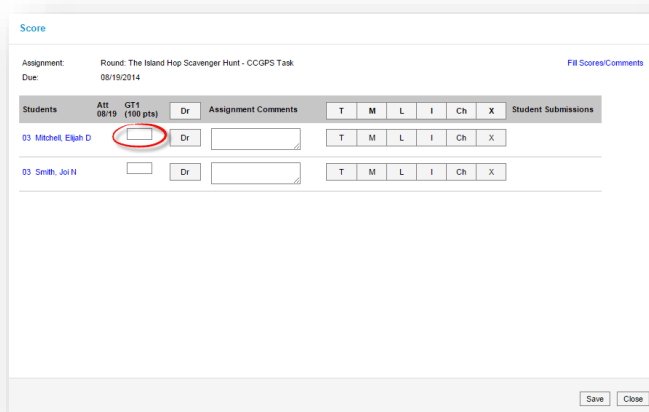 Score
Assignment: Round: The Island Hop Scavenger Hunt - CCGPS Task Fill Scores/Comments
Due: 08/19/2014
Students Att 08/19 GT1 (100 pts) Dr Assignment Comments T M L I Ch X Student Submissions
03 Mitchell, Elijah D Dr T M L I Ch X
03 Smith, Joi N Dr T M L I Ch X
Save Close